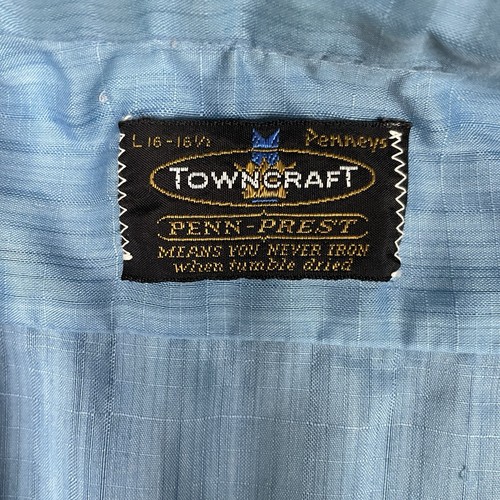 L 16-16½ Penneys
TOWNCRAFT
PENN-PREST
MEANS YOU NEVER IRON
when tumble dried